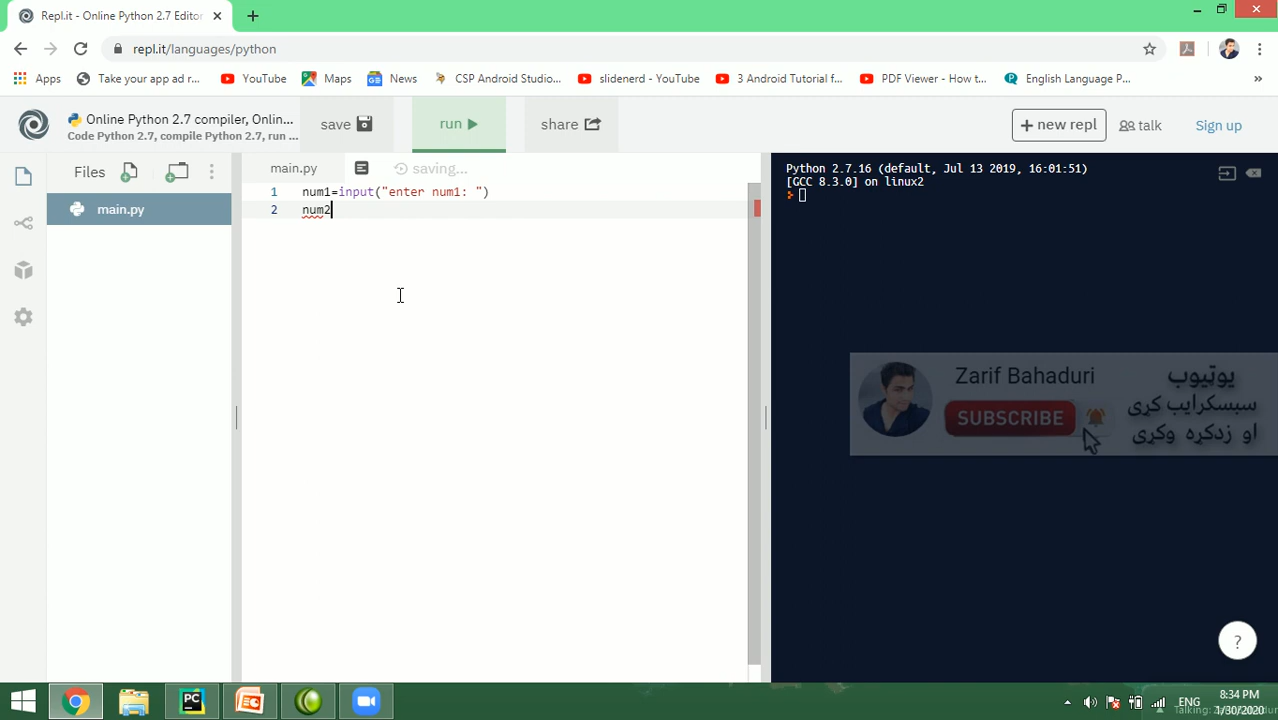 Repl.it - Online Python 2.7 Editor
repl.it/languages/python
Apps
Take your app ad r...
YouTube
Maps
News
CSP Android Studio...
slidenerd - YouTube
3 Android Tutorial f...
PDF Viewer - How t...
English Language P...
»
Online Python 2.7 compiler, Onlin...
Code Python 2.7, compile Python 2.7, run ...
save
run
share
+ new repl
talk
Sign up
Files
main.py
main.py
saving...
1 num1=input("enter num1: ")
2 num2
Python 2.7.16 (default, Jul 13 2019, 16:01:51)
[GCC 8.3.0] on linux2
Zarif Bahaduri
SUBSCRIBE
یوټیوب
سبسکرایب کړی
او زدکړه وکړی
?
PC
ENG
8:34 PM
1/30/2020